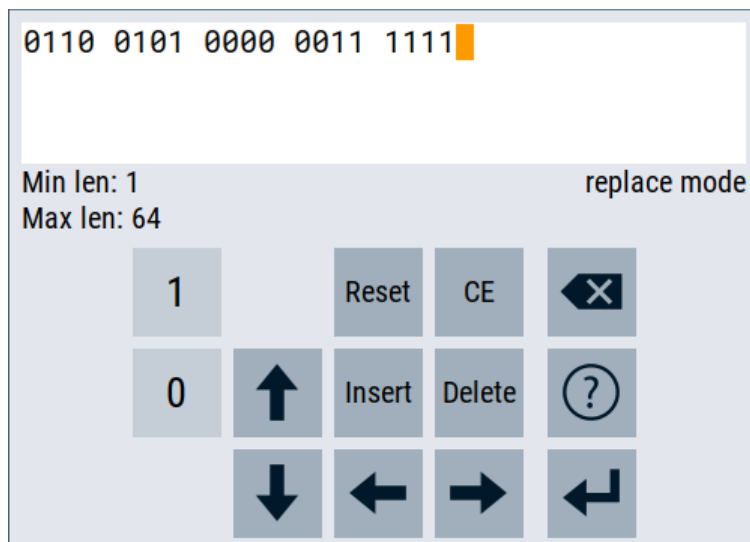 0110 0101 0000 0011 1111
Min len: 1
replace mode
Max len: 64
1
Reset
CE
0
Insert
Delete
?